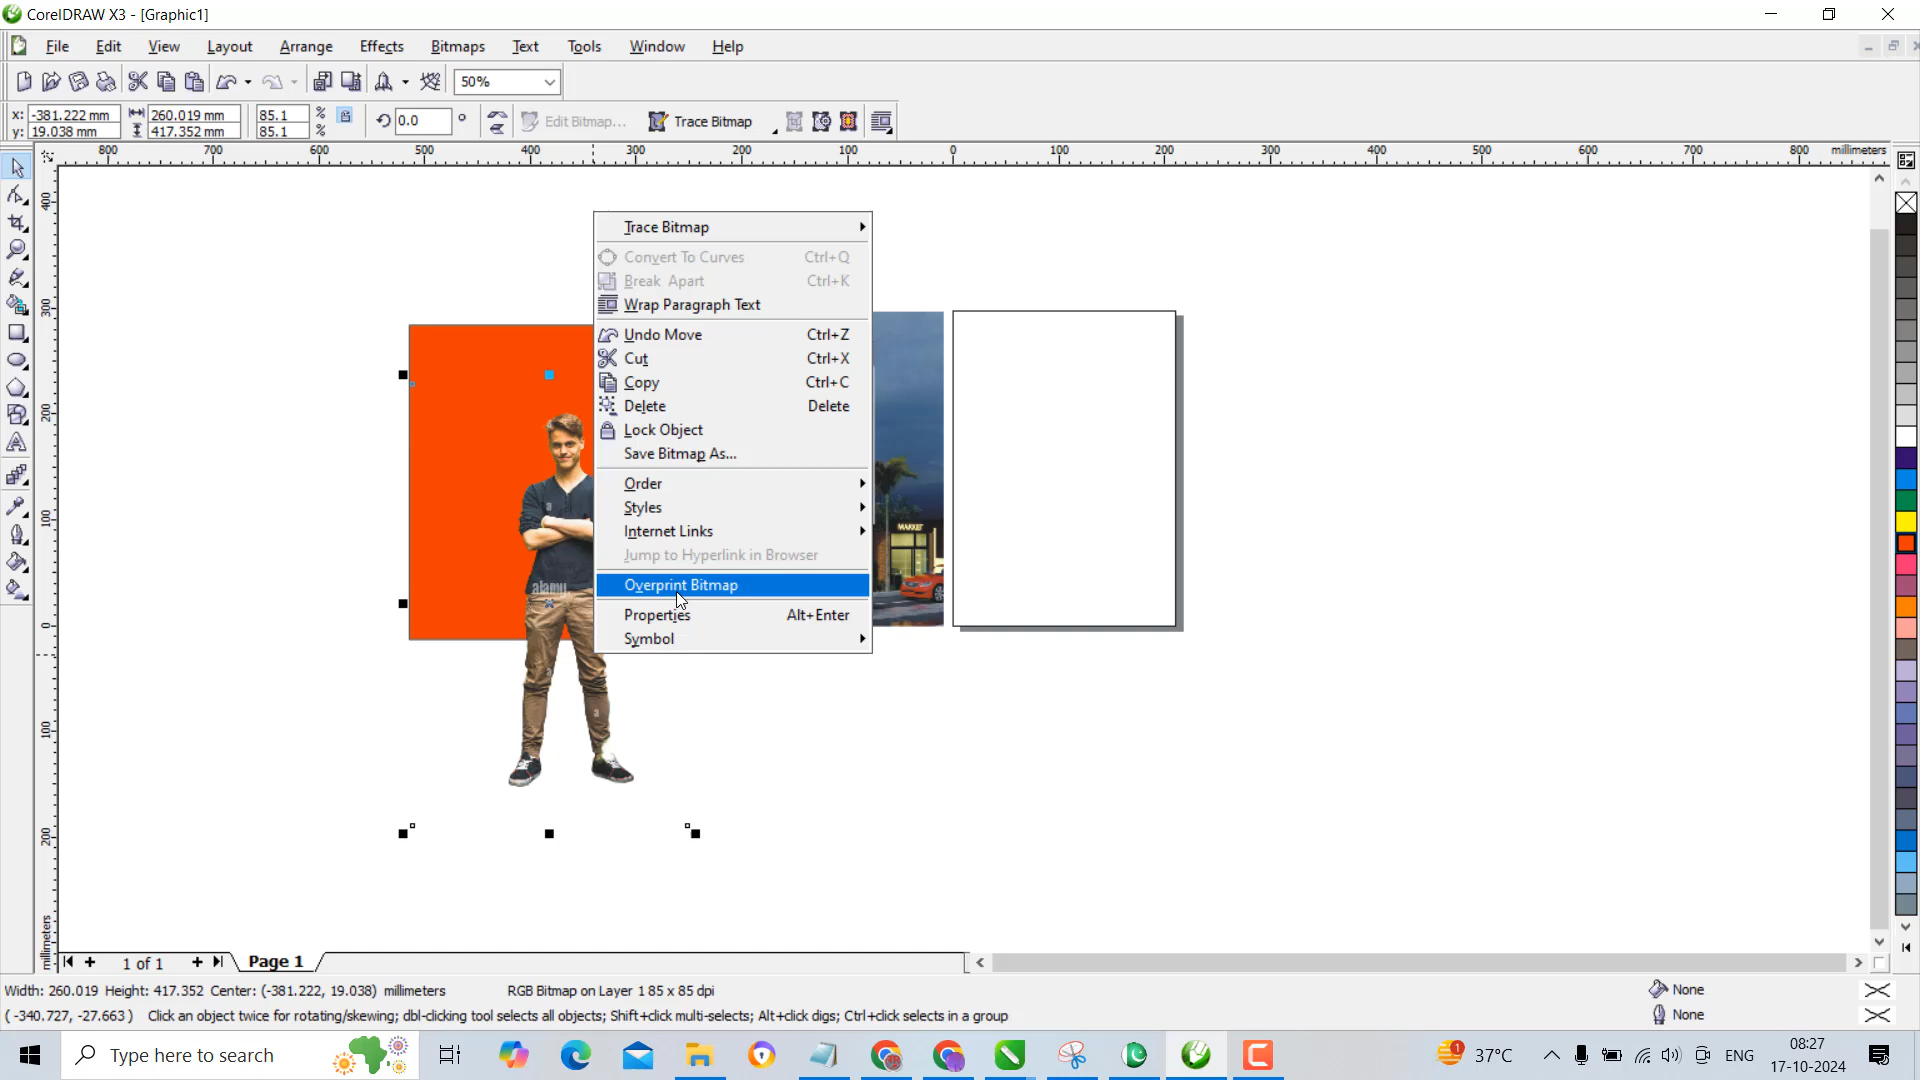 CorelDRAW X3 - [Graphic1]
File Edit View Layout Arrange Effects Bitmaps Text Tools Window Help
50%
x: -381.222 mm 260.019 mm 85.1 % 0.0 ° Edit Bitmap... Trace Bitmap
y: 19.038 mm 417.352 mm 85.1 %
800 700 600 500 400 300 200 100 0 100 200 300 400 500 600 700 800 millimeters
400
300
200
100
0
100
200
millimeters
Trace Bitmap
Convert To Curves Ctrl+Q
Break Apart Ctrl+K
Wrap Paragraph Text
Undo Move Ctrl+Z
Cut Ctrl+X
Copy Ctrl+C
Delete Delete
Lock Object
Save Bitmap As...
Order
Styles
Internet Links
Jump to Hyperlink in Browser
Overprint Bitmap
Properties Alt+Enter
Symbol
MARKET
alamy
a
a
a
1 of 1 Page 1
Width: 260.019 Height: 417.352 Center: (-381.222, 19.038) millimeters RGB Bitmap on Layer 1 85 x 85 dpi None
( -340.727, -27.663 ) Click an object twice for rotating/skewing; dbl-clicking tool selects all objects; Shift+click multi-selects; Alt+click digs; Ctrl+click selects in a group None
Type here to search
1 37°C ENG 08:27
17-10-2024